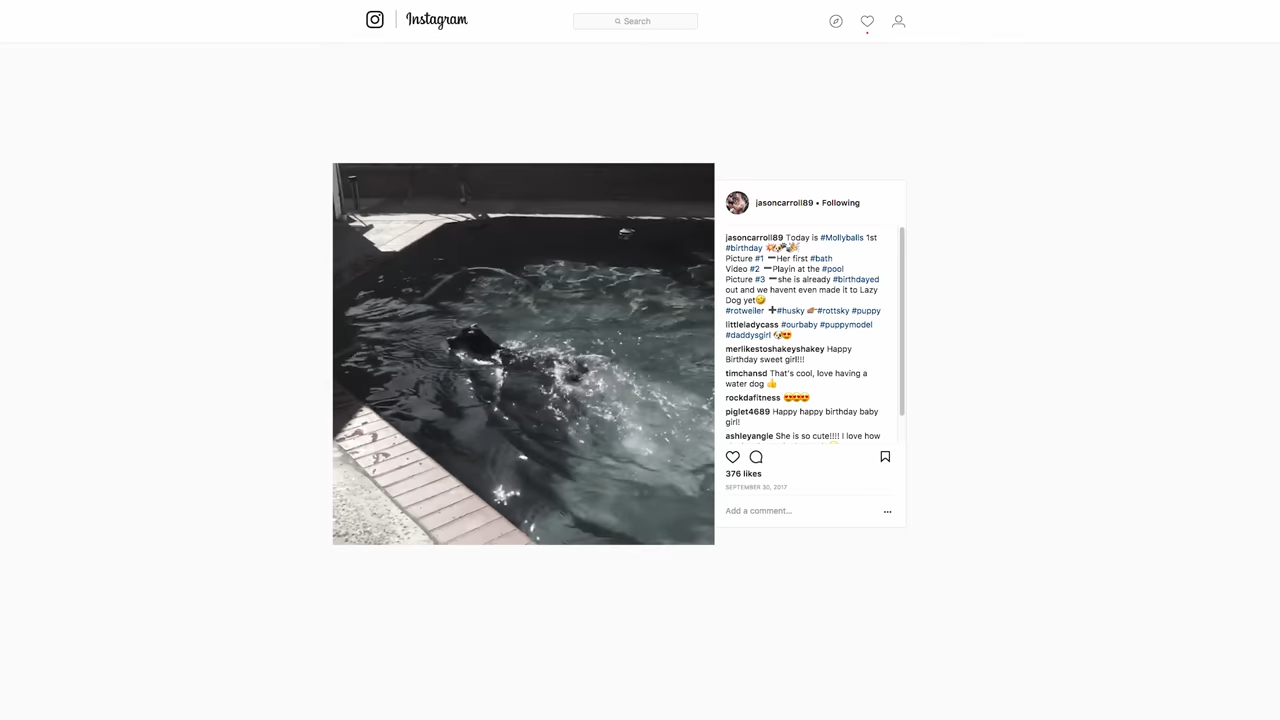 Instagram
Search
jasoncarroll89 • Following
jasoncarroll89 Today is #Mollyballs 1st
#birthday
Picture #1 ➖Her first #bath
Video #2 ➖Playin at the #pool
Picture #3 ➖she is already #birthdayed
out and we havent even made it to Lazy
Dog yet🤣
#rotweiler ➕#husky #rottsky #puppy
littleladycass #ourbaby #puppymodel
#daddysgirl 🐶😍
merlikestoshakeyshakey Happy
Birthday sweet girl!!!
timchansd That's cool, love having a
water dog 👍
rockdafitness 😍😍😍😍
piglet4689 Happy happy birthday baby
girl!
ashleyangle She is so cute!!!! I love how
376 likes
SEPTEMBER 30, 2017
Add a comment...